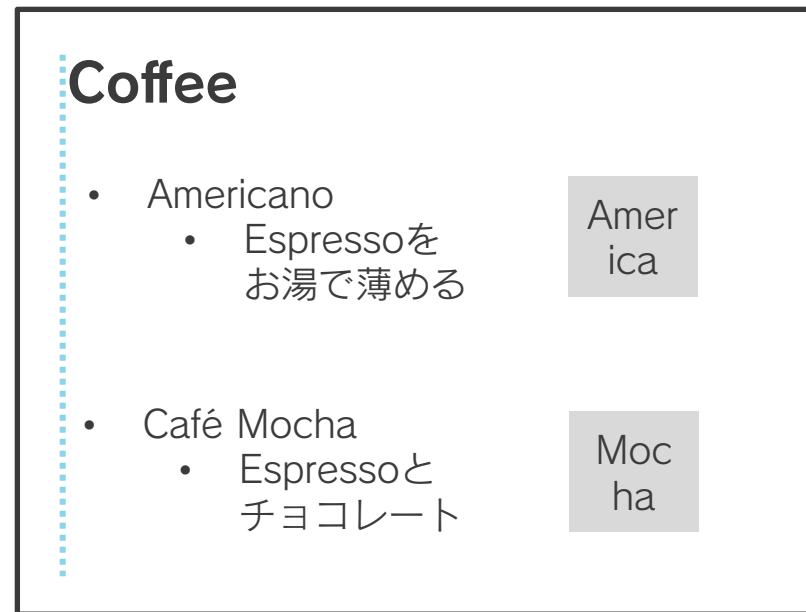 Coffee
• Americano
• Espressoを
お湯で薄める
Amer
ica
• Café Mocha
• Espressoと
チョコレート
Moc
ha